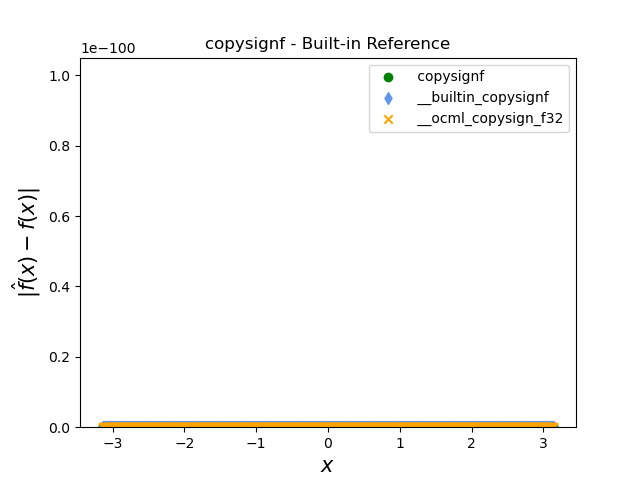 copysignf - Built-in Reference
1e−100
1.0
0.8
0.6
0.4
0.2
0.0
|f̂(x) − f(x)|
copysignf
__builtin_copysignf
__ocml_copysign_f32
−3
−2
−1
0
1
2
3
x